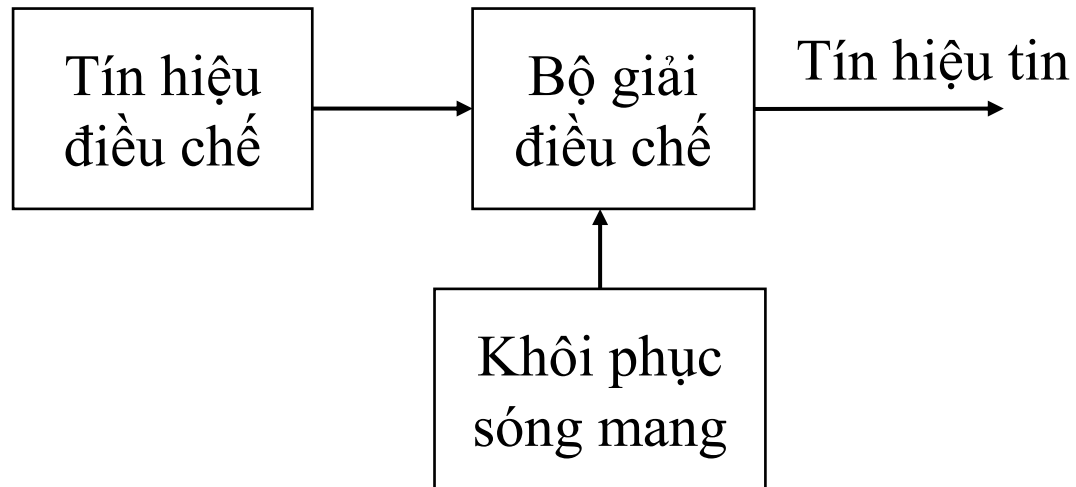 Tín hiệu
điều chế
Bộ giải
điều chế
Tín hiệu tin
Khôi phục
sóng mang